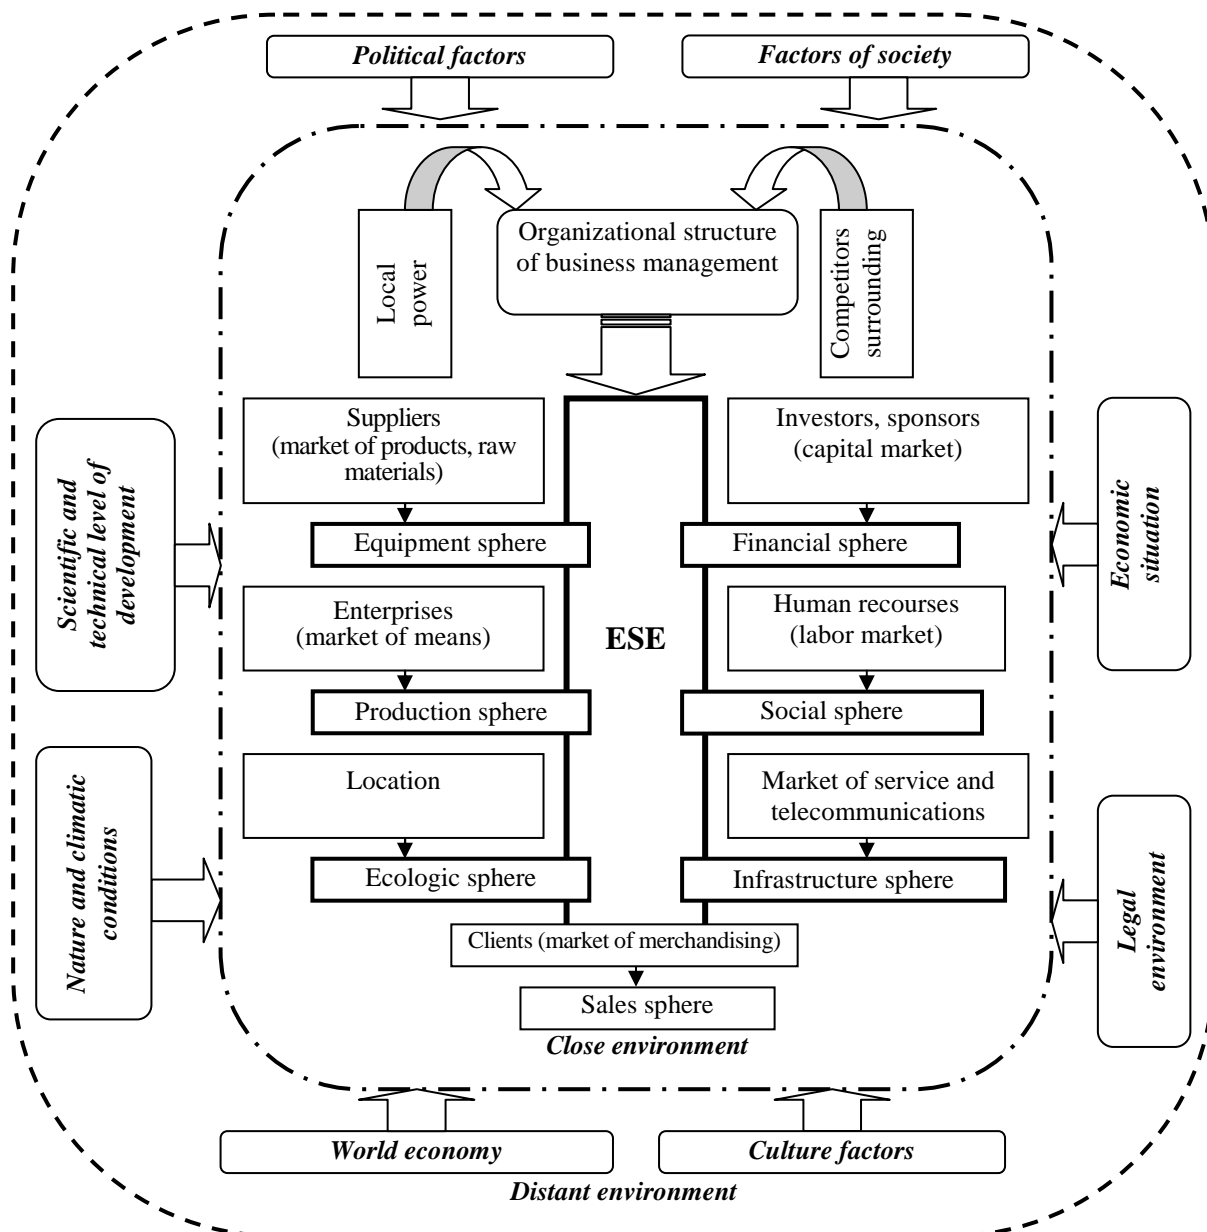 Political factors
Factors of society
Organizational structure
of business management
Local
power
Competitors
surrounding
Suppliers
(market of products, raw
materials)
Investors, sponsors
(capital market)
Equipment sphere
Financial sphere
Scientific and
technical level of
development
Economic
situation
Enterprises
(market of means)
ESE
Human recourses
(labor market)
Production sphere
Social sphere
Location
Market of service and
telecommunications
Nature and climatic
conditions
Legal
environment
Ecologic sphere
Infrastructure sphere
Clients (market of merchandising)
Sales sphere
Close environment
World economy
Culture factors
Distant environment